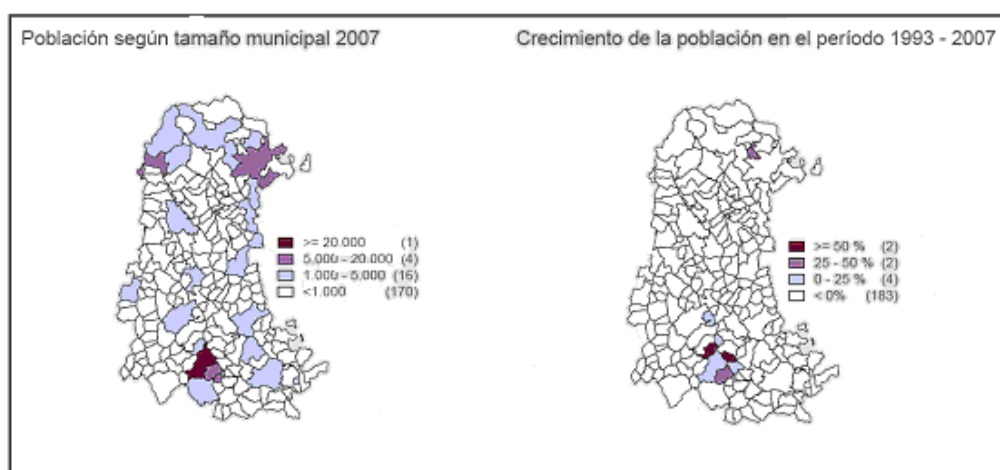 Población según tamaño municipal 2007
>= 20.000 (1)
5.000 - 20.000 (4)
1.000 - 5.000 (16)
<1.000 (170)
Crecimiento de la población en el período 1993 - 2007
>= 50 % (2)
25 - 50 % (2)
0 - 25 % (4)
< 0% (183)